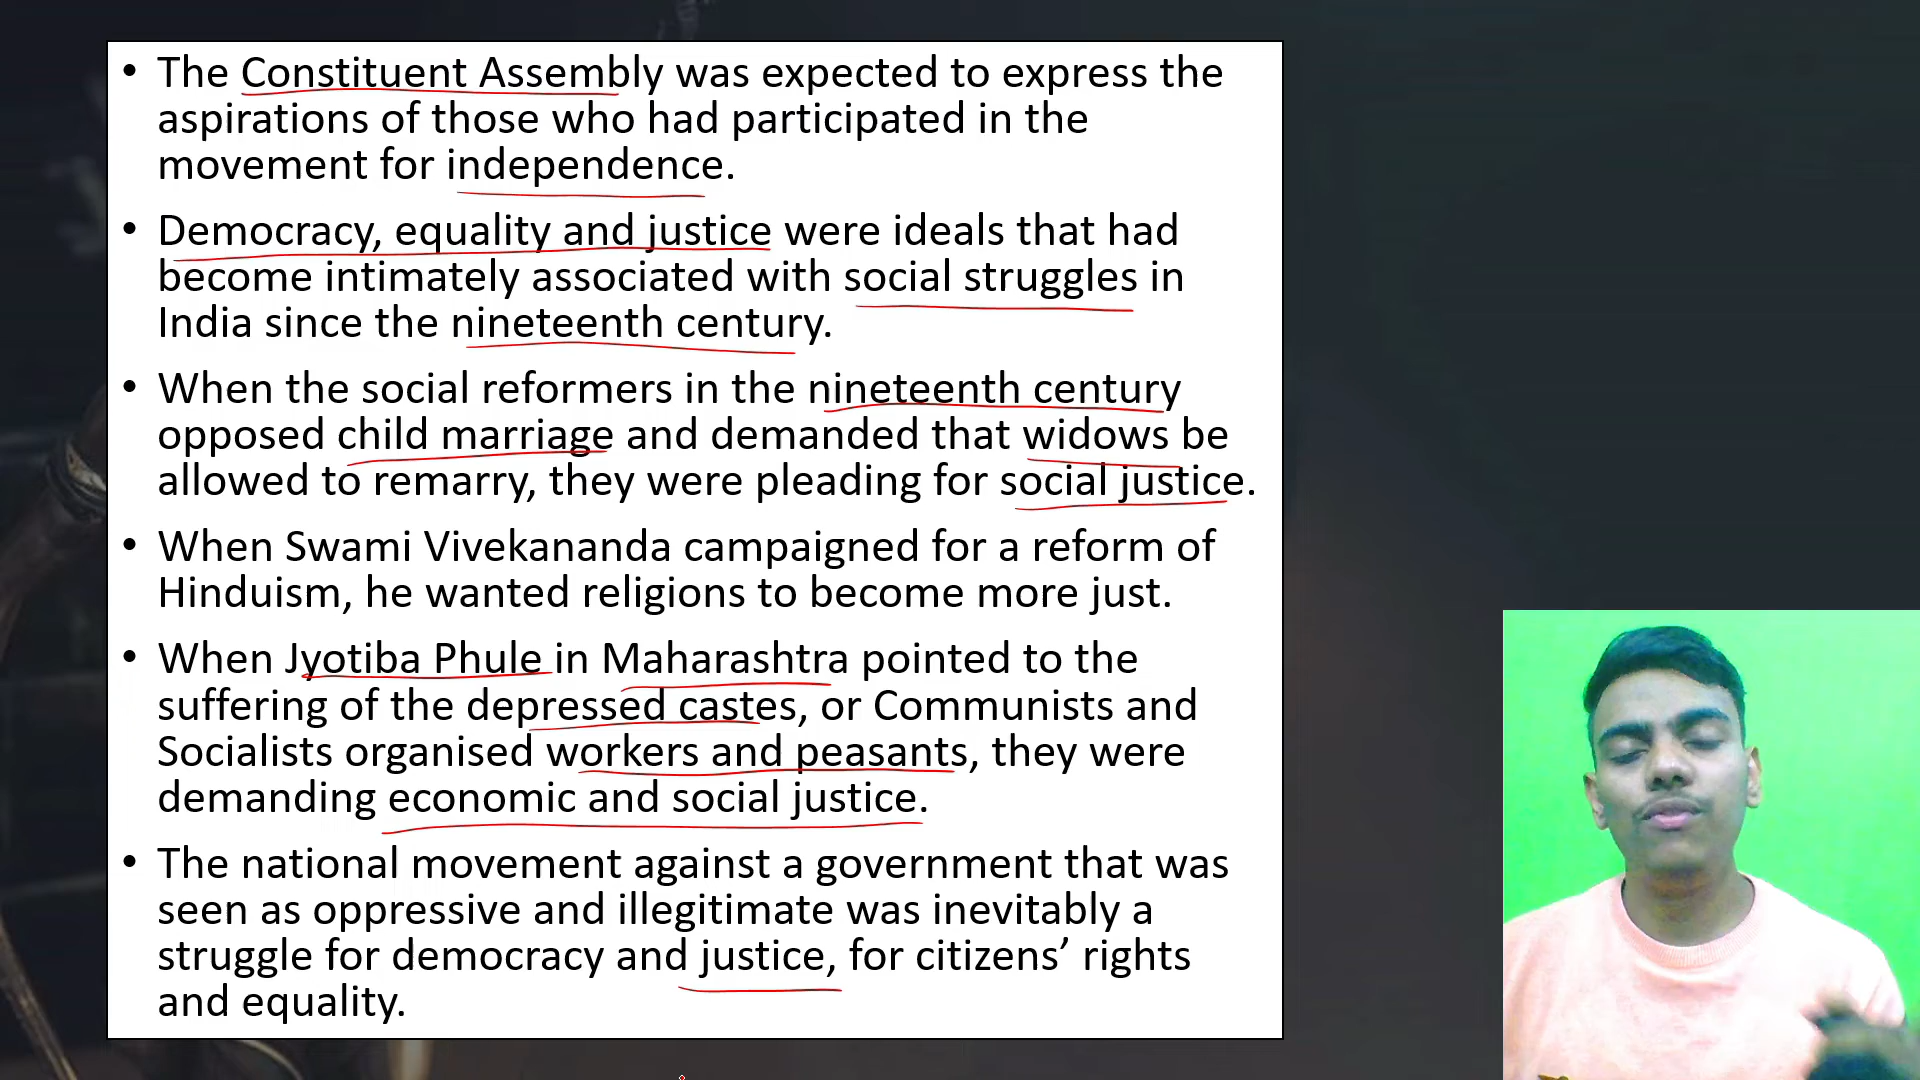 • The Constituent Assembly was expected to express the
aspirations of those who had participated in the
movement for independence.
• Democracy, equality and justice were ideals that had
become intimately associated with social struggles in
India since the nineteenth century.
• When the social reformers in the nineteenth century
opposed child marriage and demanded that widows be
allowed to remarry, they were pleading for social justice.
• When Swami Vivekananda campaigned for a reform of
Hinduism, he wanted religions to become more just.
• When Jyotiba Phule in Maharashtra pointed to the
suffering of the depressed castes, or Communists and
Socialists organised workers and peasants, they were
demanding economic and social justice.
• The national movement against a government that was
seen as oppressive and illegitimate was inevitably a
struggle for democracy and justice, for citizens’ rights
and equality.